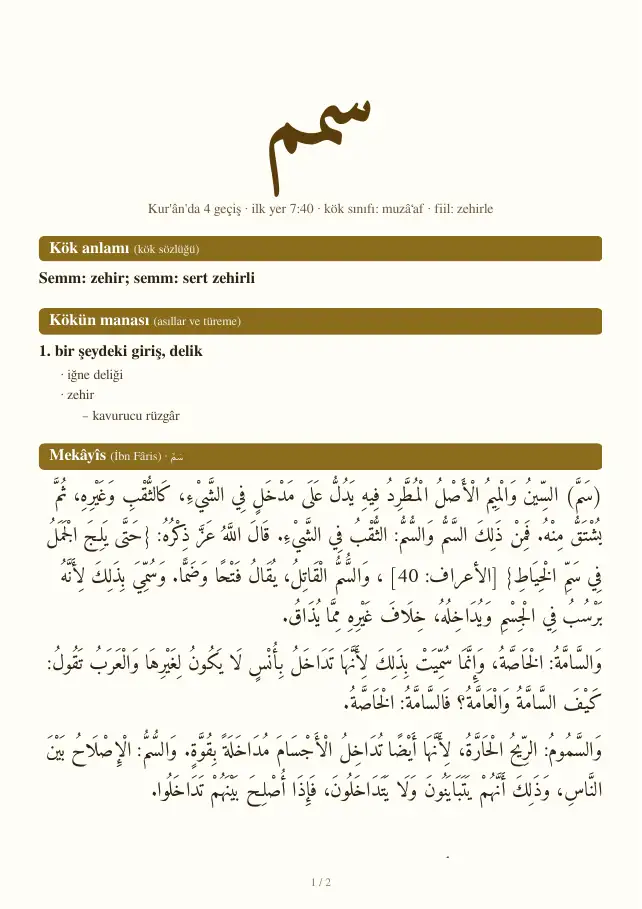 سمم
Kur'ân'da 4 geçiş · ilk yer 7:40 · kök sınıfı: muzâ'af · fiil: zehirle
Kök anlamı (kök sözlüğü)
Semm: zehir; semm: sert zehirli
Kökün manası (asıllar ve türeme)
1. bir şeydeki giriş, delik
· iğne deliği
· zehir
– kavurucu rüzgâr
Mekâyîs (İbn Fâris) · سَمّ
(سَمَّ) السِّينُ وَالْمِيمُ الْأَصْلُ الْمُطَّرِدُ فِيهِ يَدُلُّ عَلَى مَدْخَلٍ فِي الشَّيْءِ، كَالثُّقْبِ وَغَيْرِهِ، ثُمَّ
يُشْتَقُّ مِنْهُ. فَمِنْ ذَلِكَ السَّمُّ وَالسُّمُّ: الثُّقْبُ فِي الشَّيْءِ. قَالَ اللَّهُ عَزَّ ذِكْرُهُ: {حَتَّى يَلِجَ الْجَمَلُ
فِي سَمِّ الْخِيَاطِ} [الأعراف: 40] ، وَالسُّمُّ الْقَاتِلُ، يُقَالُ فَتْحًا وَضَمًّا. وَسُمِّيَ بِذَلِكَ لِأَنَّهُ
يَرْسُبُ فِي الْجِسْمِ وَيُدَاخِلُهُ، خِلَافَ غَيْرِهِ مِمَّا يُذَاقُ.
وَالسَّامَّةُ: الْخَاصَّةُ، وَإِنَّمَا سُمِّيَتْ بِذَلِكَ لِأَنَّهَا تَدَاخَلُ بِأُنْسٍ لَا يَكُونُ لِغَيْرِهَا وَالْعَرَبُ تَقُولُ:
كَيْفَ السَّامَّةُ وَالْعَامَّةُ؟ فَالسَّامَّةُ: الْخَاصَّةُ.
وَالسَّمُومُ: الرِّيحُ الْحَارَّةُ، لِأَنَّهَا أَيْضًا تُدَاخِلُ الْأَجْسَامَ مُدَاخَلَةً بِقُوَّةٍ. وَالسُّمُّ: الْإِصْلَاحُ بَيْنَ
النَّاسِ، وَذَلِكَ أَنَّهُمْ يَتَبَايَنُونَ وَلَا يَتَدَاخَلُونَ، فَإِذَا أُصْلِحَ بَيْنَهُمْ تَدَاخَلُوا.
1 / 2